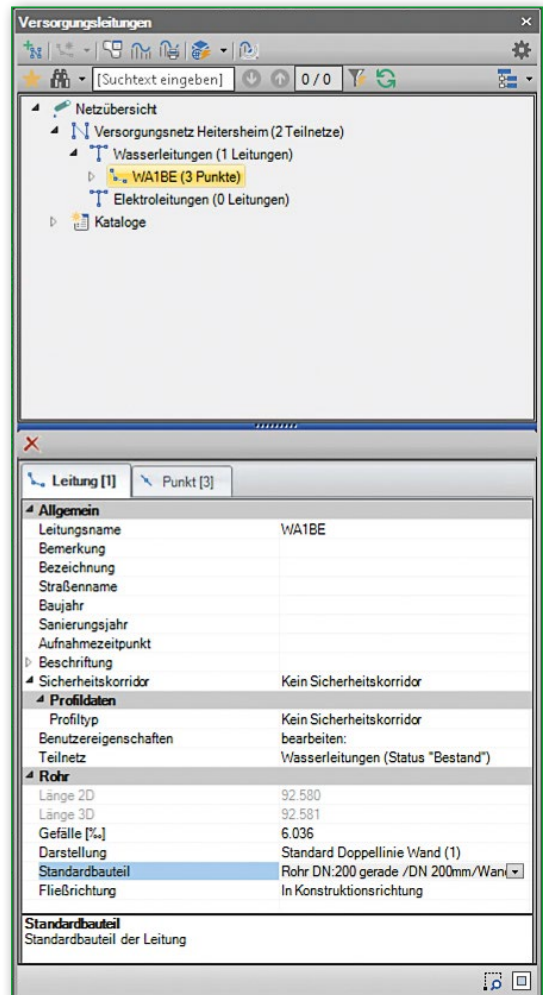 Versorgungsleitungen
[Suchtext eingeben] 0 / 0
Netzübersicht
Versorgungsnetz Heitersheim (2 Teilnetze)
Wasserleitungen (1 Leitungen)
WA1BE (3 Punkte)
Elektroleitungen (0 Leitungen)
Kataloge
Leitung [1] Punkt [3]
Allgemein
Leitungsname WA1BE
Bemerkung
Bezeichnung
Straßenname
Baujahr
Sanierungsjahr
Aufnahmezeitpunkt
Beschriftung
Sicherheitskorridor Kein Sicherheitskorridor
Profildaten
Profiltyp Kein Sicherheitskorridor
Benutzereigenschaften bearbeiten:
Teilnetz Wasserleitungen (Status "Bestand")
Rohr
Länge 2D 92.580
Länge 3D 92.581
Gefälle [‰] 6.036
Darstellung Standard Doppellinie Wand (1)
Standardbauteil Rohr DN:200 gerade /DN 200mm/Wan
Fließrichtung In Konstruktionsrichtung
Standardbauteil
Standardbauteil der Leitung